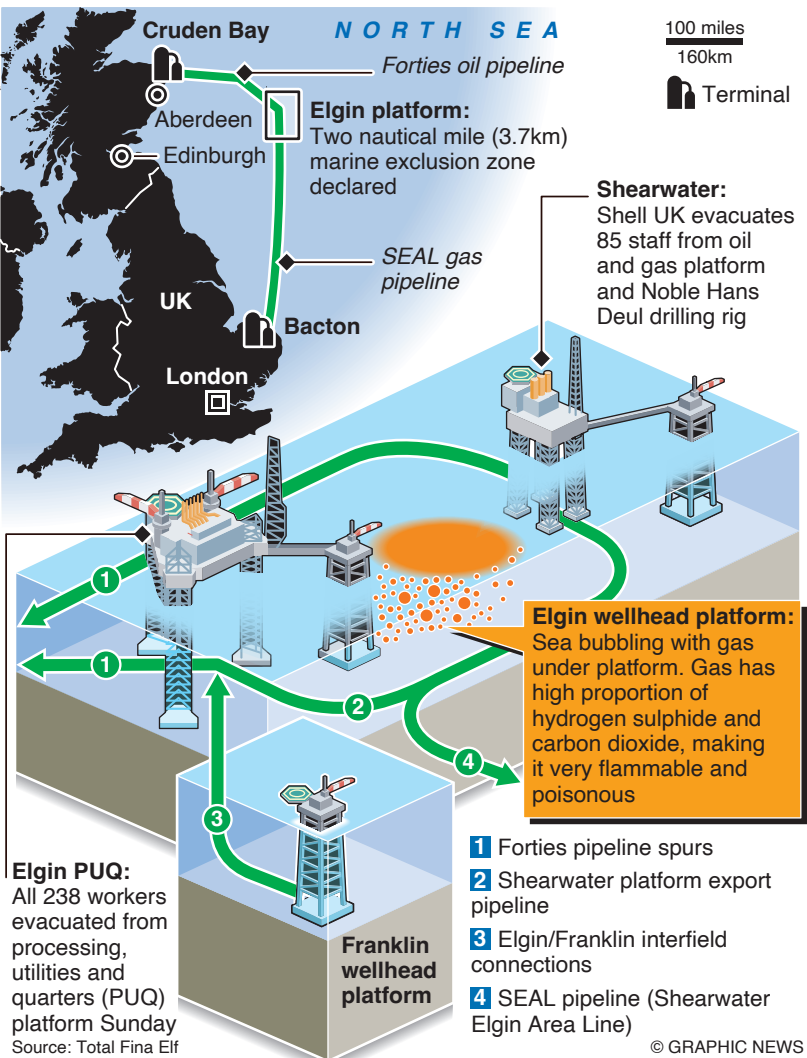 Cruden Bay
NORTH SEA
100 miles
160km
Terminal
Forties oil pipeline
Aberdeen
Edinburgh
Elgin platform:
Two nautical mile (3.7km)
marine exclusion zone
declared
Shearwater:
Shell UK evacuates
85 staff from oil
and gas platform
and Noble Hans
Deul drilling rig
SEAL gas
pipeline
UK
Bacton
London
1
1
2
3
4
Elgin wellhead platform:
Sea bubbling with gas
under platform. Gas has
high proportion of
hydrogen sulphide and
carbon dioxide, making
it very flammable and
poisonous
Elgin PUQ:
All 238 workers
evacuated from
processing,
utilities and
quarters (PUQ)
platform Sunday
Source: Total Fina Elf
Franklin
wellhead
platform
1 Forties pipeline spurs
2 Shearwater platform export
pipeline
3 Elgin/Franklin interfield
connections
4 SEAL pipeline (Shearwater
Elgin Area Line)
© GRAPHIC NEWS